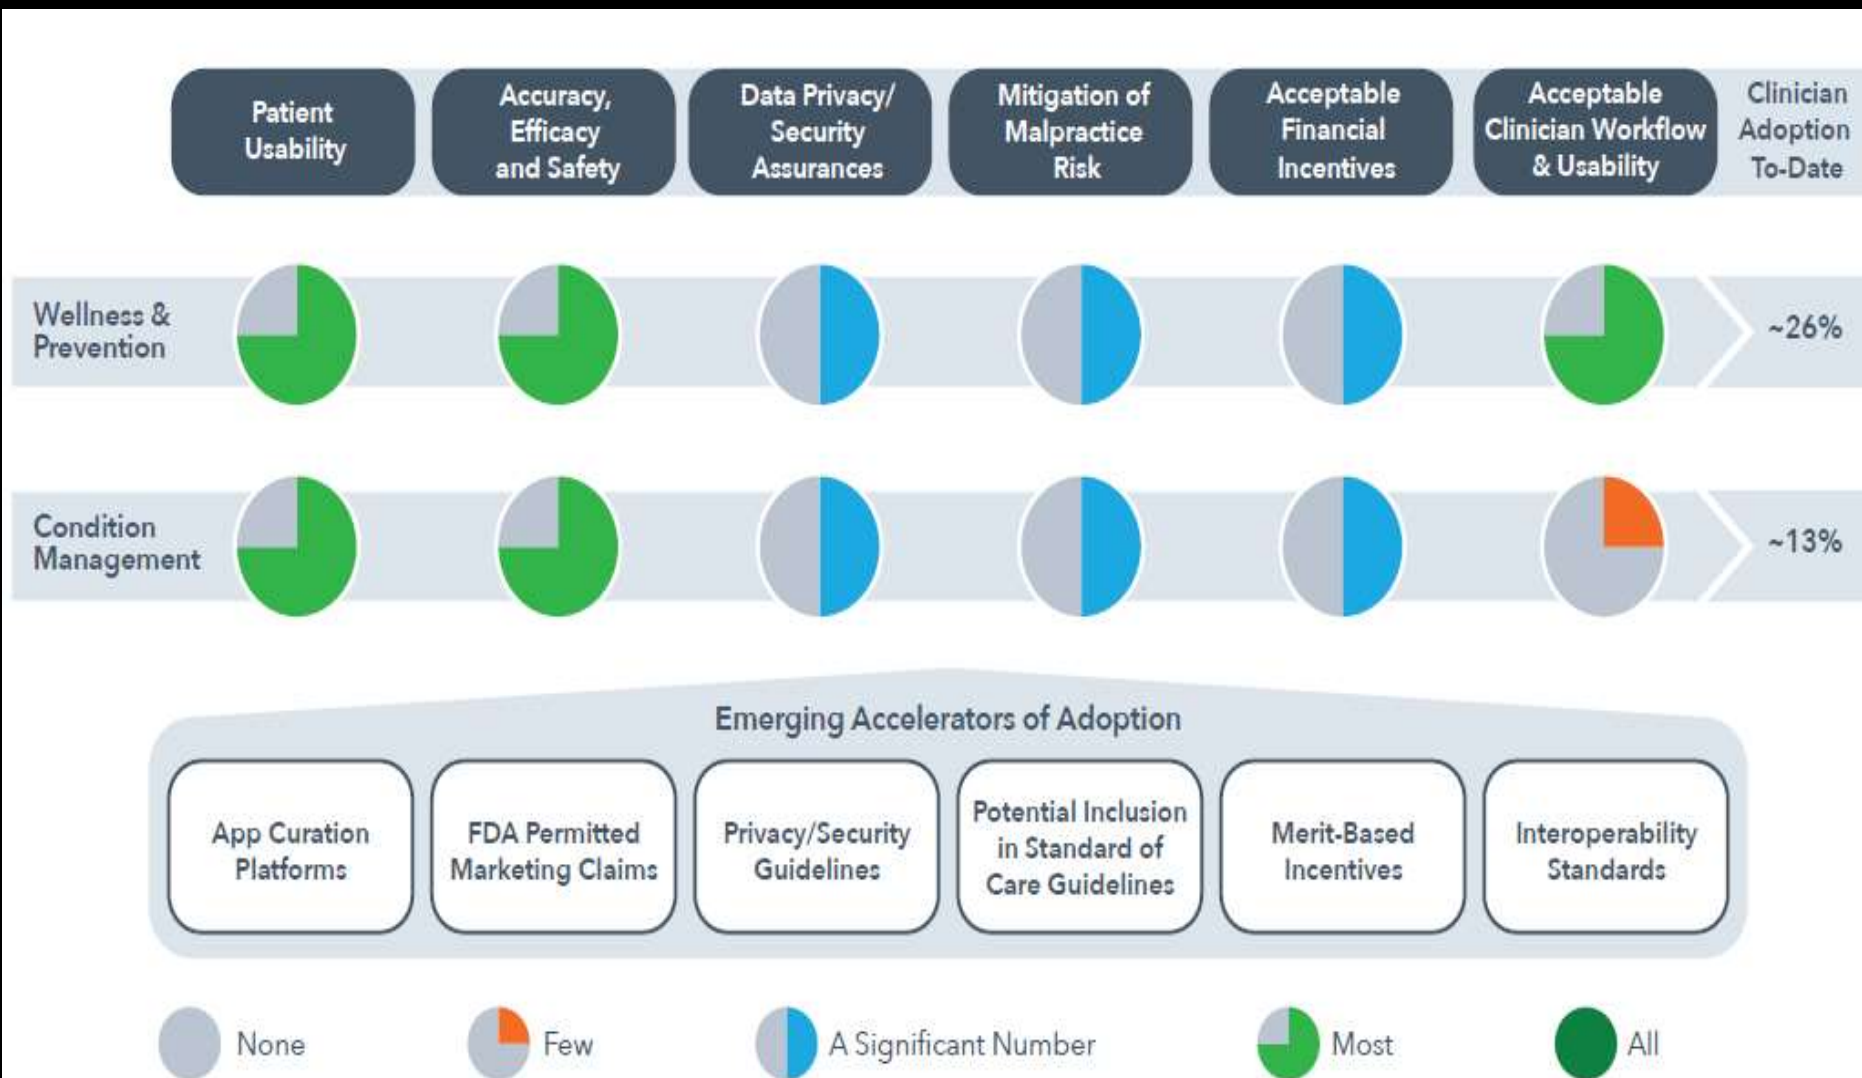 Patient
Usability
Accuracy,
Efficacy
and Safety
Data Privacy/
Security
Assurances
Mitigation of
Malpractice
Risk
Acceptable
Financial
Incentives
Acceptable
Clinician Workflow
& Usability
Clinician
Adoption
To-Date
Wellness &
Prevention
~26%
Condition
Management
~13%
Emerging Accelerators of Adoption
App Curation
Platforms
FDA Permitted
Marketing Claims
Privacy/Security
Guidelines
Potential Inclusion
in Standard of
Care Guidelines
Merit-Based
Incentives
Interoperability
Standards
None
Few
A Significant Number
Most
All